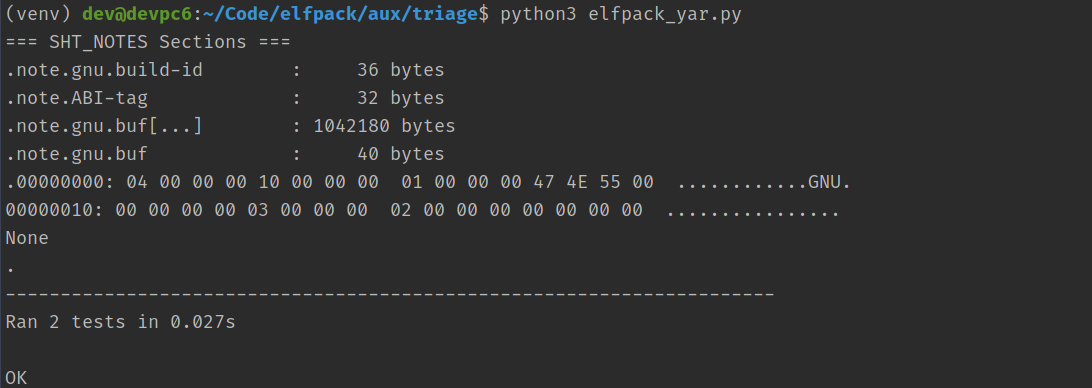 (venv) dev@devpc6:~/Code/elfpack/aux/triage$ python3 elfpack_yar.py
=== SHT_NOTES Sections ===
.note.gnu.build-id        :     36 bytes
.note.ABI-tag             :     32 bytes
.note.gnu.buf[...]        : 1042180 bytes
.note.gnu.buf             :     40 bytes
.00000000: 04 00 00 00 10 00 00 00  01 00 00 00 47 4E 55 00  ............GNU.
00000010: 00 00 00 00 03 00 00 00  02 00 00 00 00 00 00 00  ................
None
.
----------------------------------------------------------------------
Ran 2 tests in 0.027s
OK